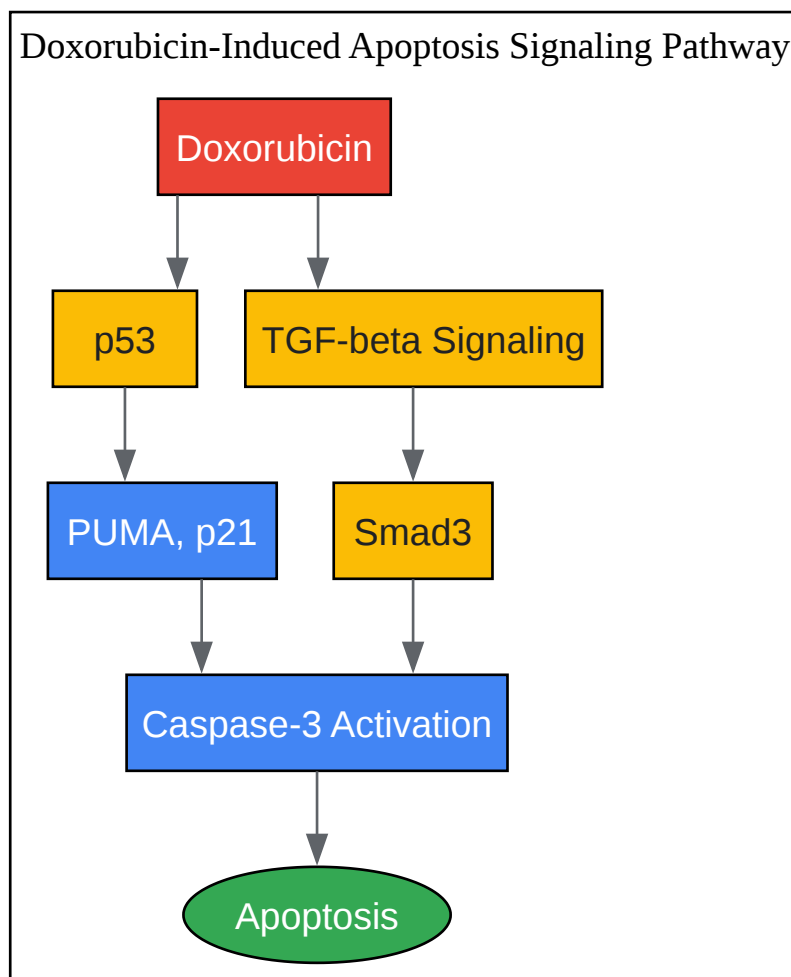 Doxorubicin-Induced Apoptosis Signaling Pathway
Doxorubicin
p53
TGF-beta Signaling
PUMA, p21
Smad3
Caspase-3 Activation
Apoptosis